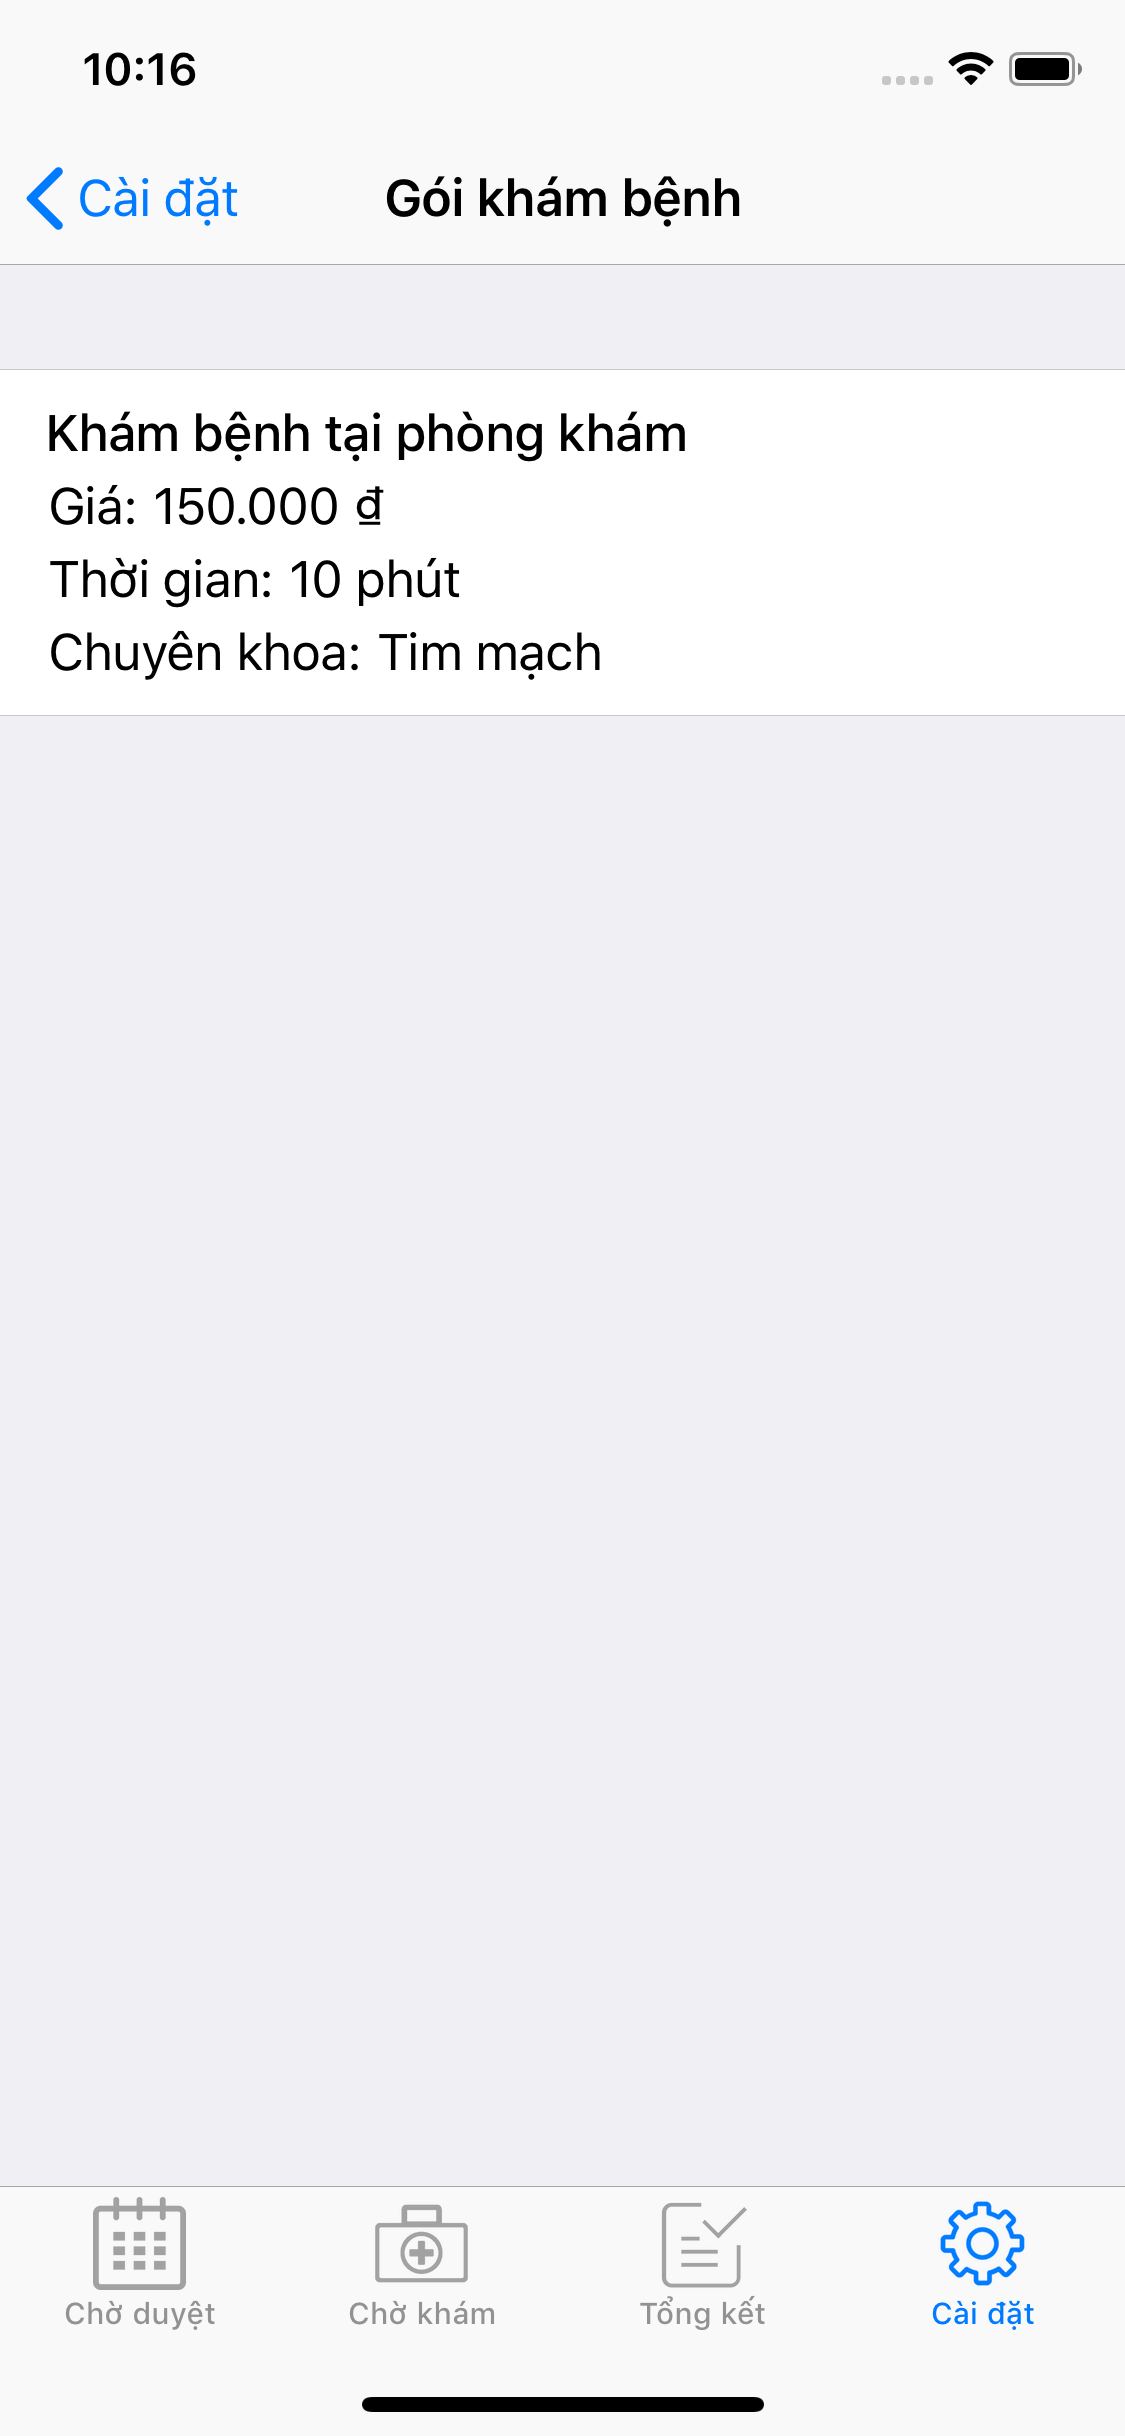 10:16
Cài đặt
Gói khám bệnh
Khám bệnh tại phòng khám
Giá: 150.000 ₫
Thời gian: 10 phút
Chuyên khoa: Tim mạch
Chờ duyệt
Chờ khám
Tổng kết
Cài đặt